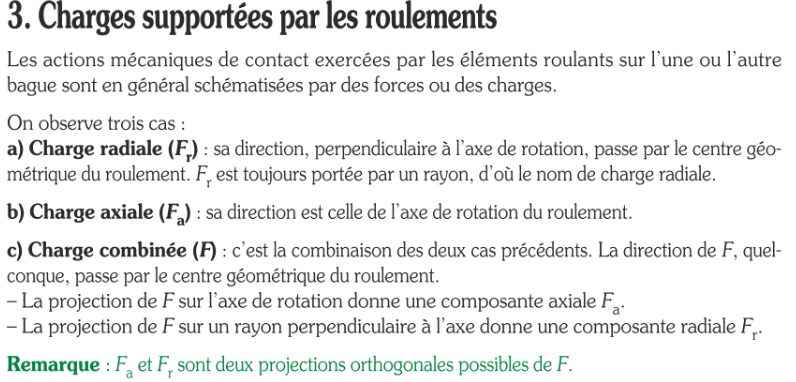 3. Charges supportées par les roulements
Les actions mécaniques de contact exercées par les éléments roulants sur l'une ou l'autre
bague sont en général schématisées par des forces ou des charges.
On observe trois cas :
a) Charge radiale (Fr) : sa direction, perpendiculaire à l'axe de rotation, passe par le centre géo-
métrique du roulement. Fr est toujours portée par un rayon, d'où le nom de charge radiale.
b) Charge axiale (Fa) : sa direction est celle de l'axe de rotation du roulement.
c) Charge combinée (F) : c'est la combinaison des deux cas précédents. La direction de F, quel-
conque, passe par le centre géométrique du roulement.
– La projection de F sur l'axe de rotation donne une composante axiale Fa.
– La projection de F sur un rayon perpendiculaire à l'axe donne une composante radiale Fr.
Remarque : Fa et Fr sont deux projections orthogonales possibles de F.